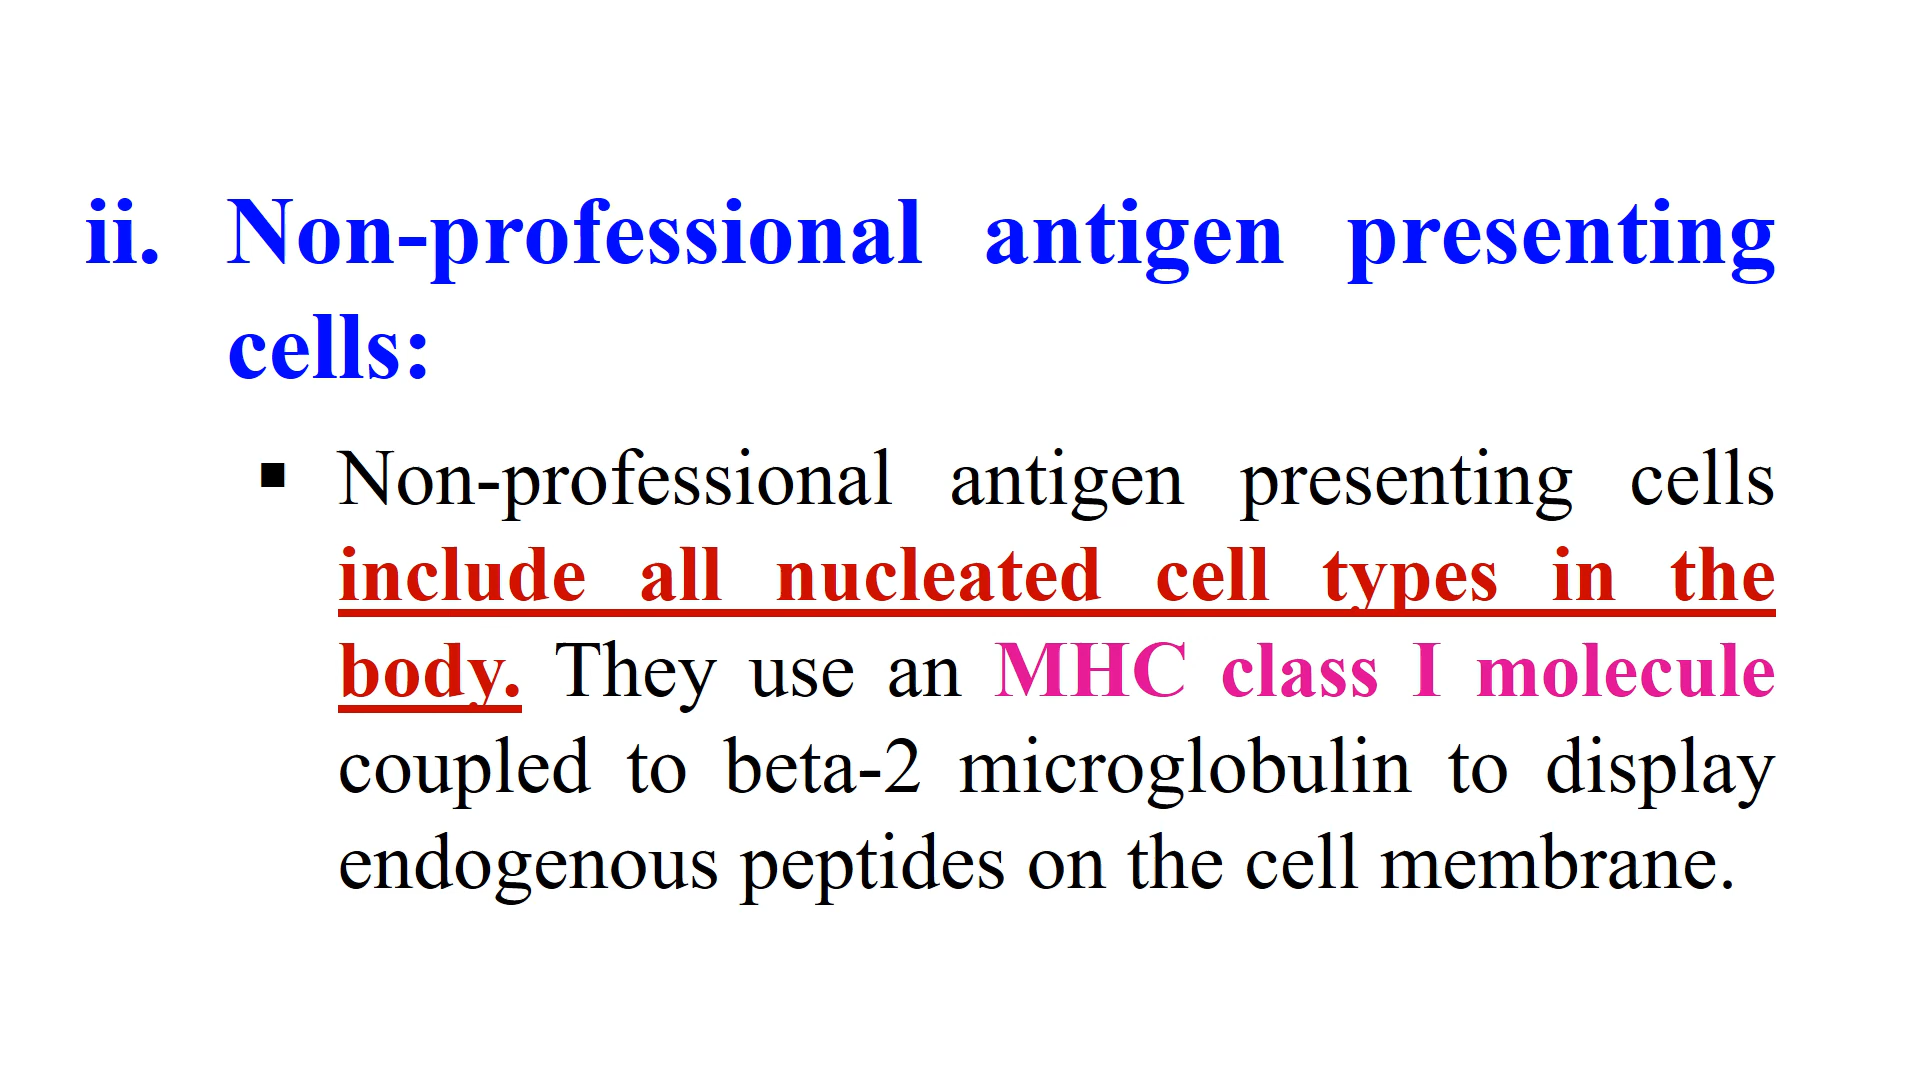 ii. Non-professional antigen presenting
cells:
▪ Non-professional antigen presenting cells
include all nucleated cell types in the
body. They use an MHC class I molecule
coupled to beta-2 microglobulin to display
endogenous peptides on the cell membrane.